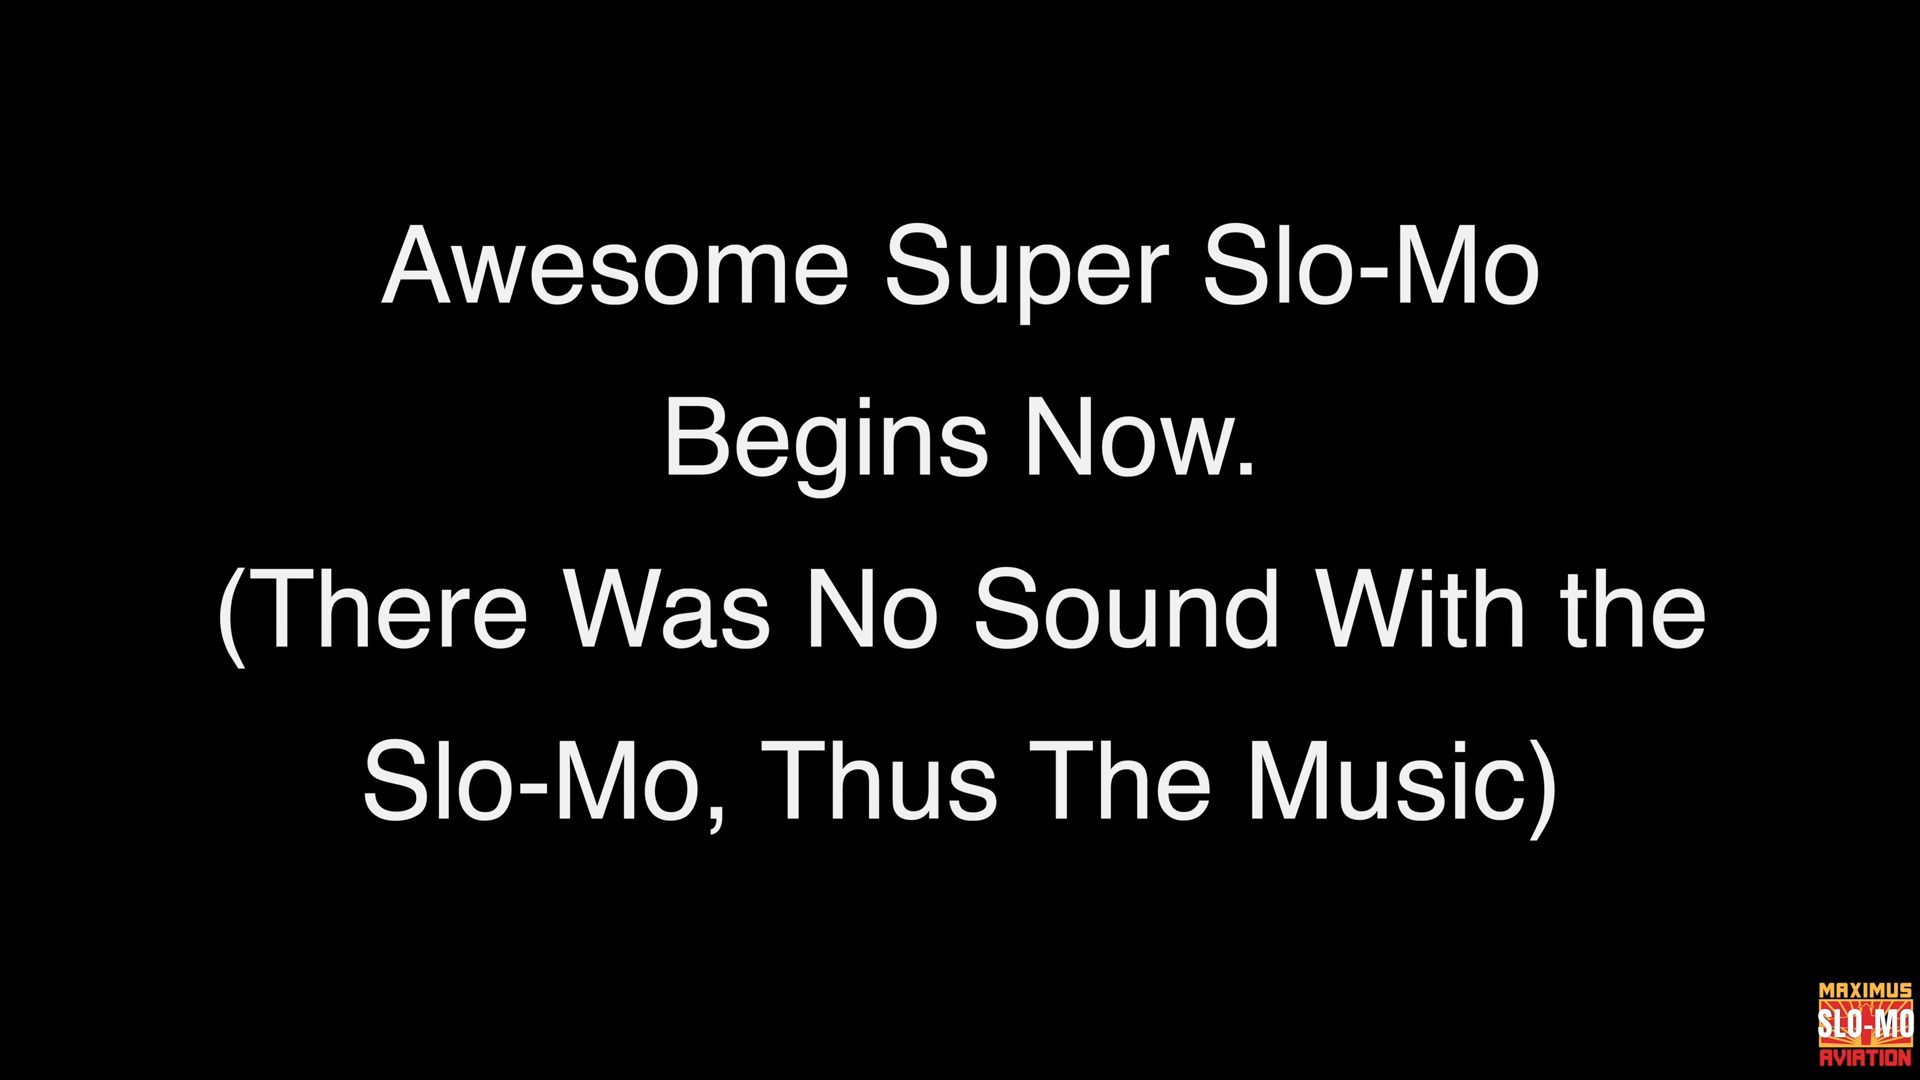 Awesome Super Slo-Mo
Begins Now.
(There Was No Sound With the
Slo-Mo, Thus The Music)
MAXIMUS
SLO-MO
AVIATION